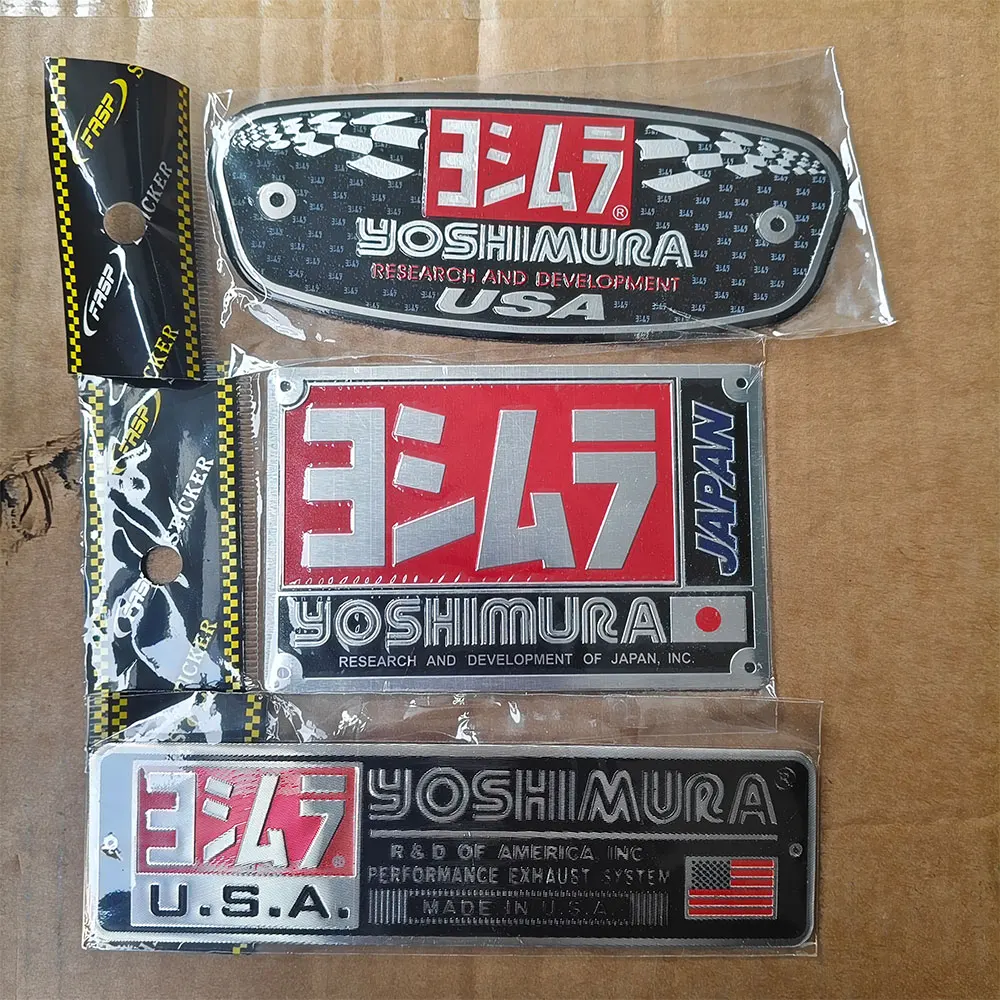 FASP
STICKER
FASP
ヨシムラ®
YOSHIMURA
RESEARCH AND DEVELOPMENT
USA
FASP
STICKER
ヨシムラ
JAPAN
YOSHIMURA
RESEARCH AND DEVELOPMENT OF JAPAN, INC.
ヨシムラ®
U.S.A.
YOSHIMURA®
R & D OF AMERICA INC
PERFORMANCE EXHAUST SYSTEM
MADE IN U.S.A.